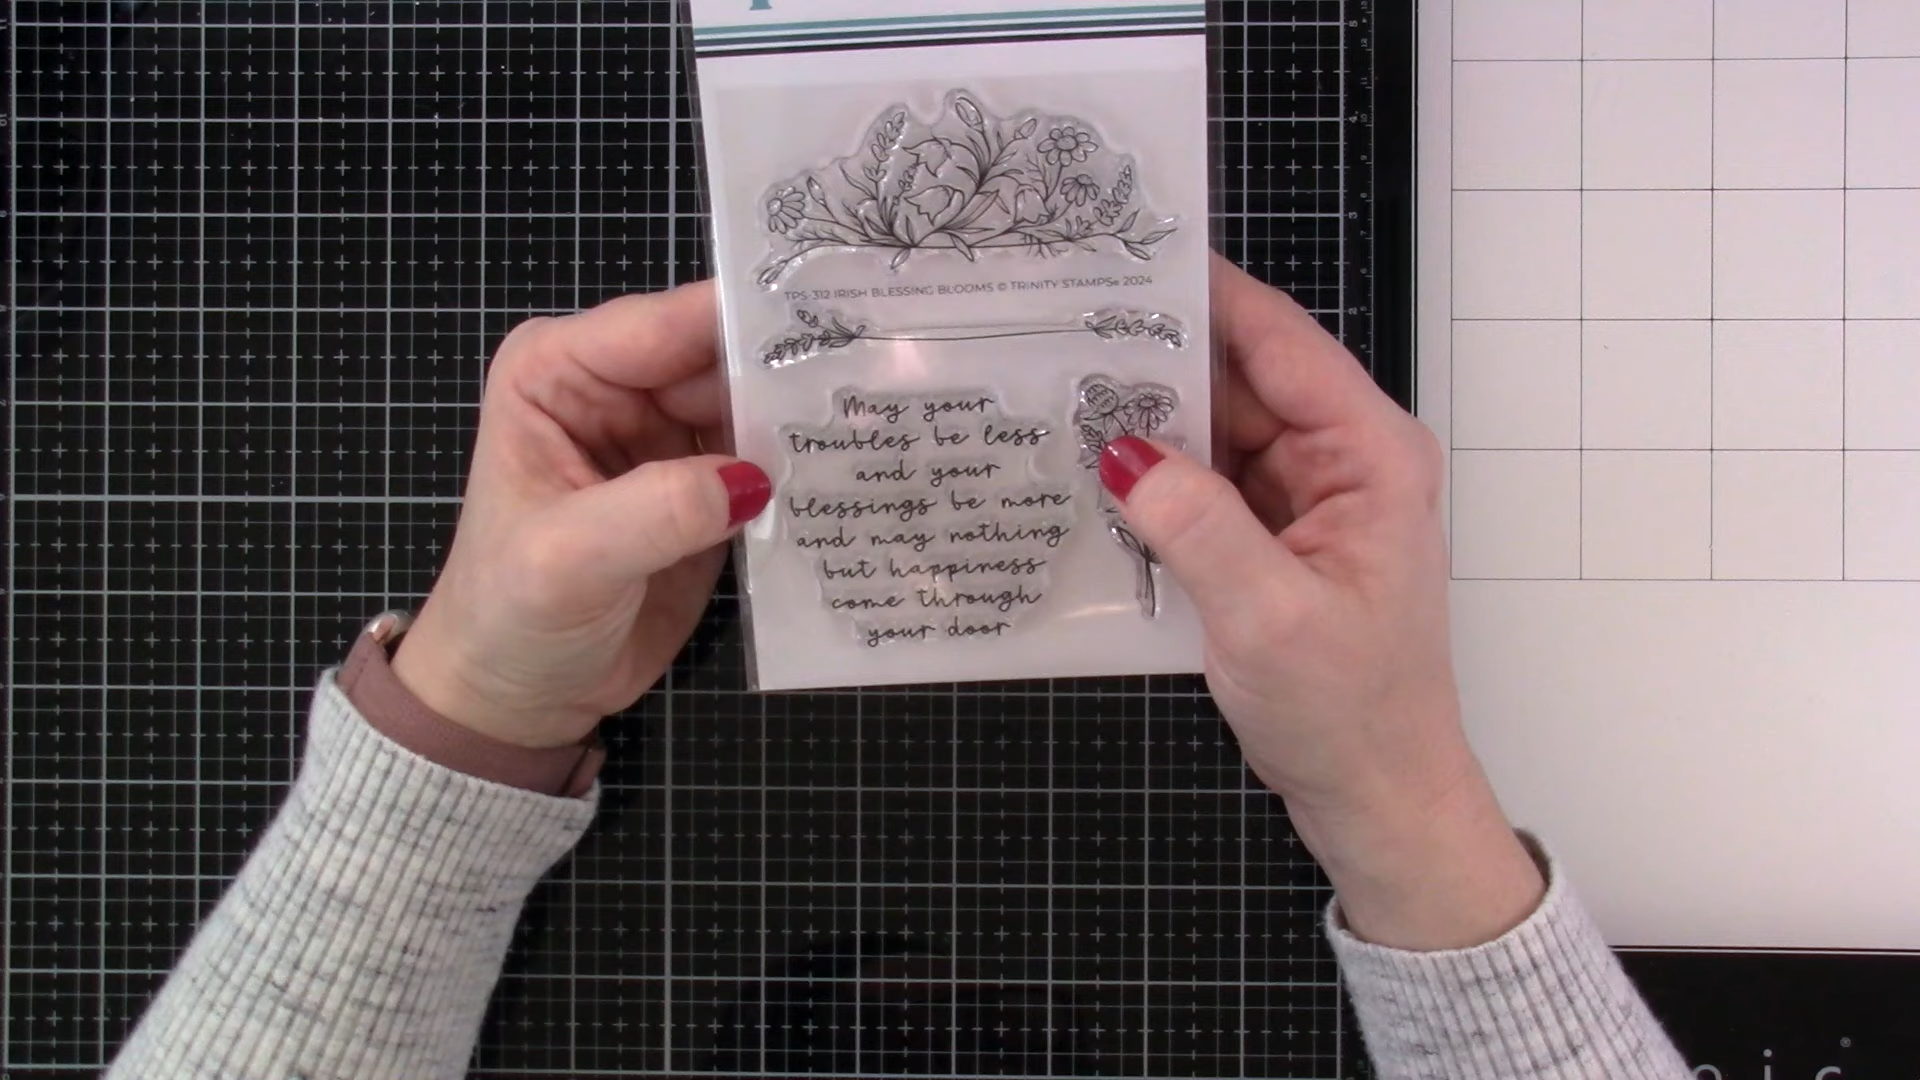 TPS-312 IRISH BLESSING BLOOMS © TRINITY STAMPS® 2024
May your
troubles be less
and your
blessings be more
and may nothing
but happiness
come through
your door